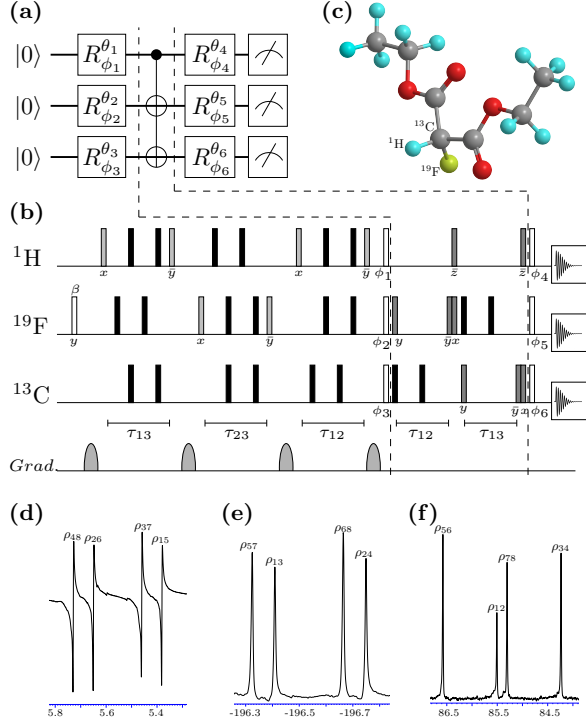 (a)
|0⟩ R^{θ1}_{ϕ1} R^{θ4}_{ϕ4}
|0⟩ R^{θ2}_{ϕ2} R^{θ5}_{ϕ5}
|0⟩ R^{θ3}_{ϕ3} R^{θ6}_{ϕ6}
(c)
13C
1H
19F
(b)
1H
x ȳ x ȳ ϕ1 z̄ z̄ ϕ4
β
19F
y x ȳ ϕ2 y ȳ x ϕ5
13C
ϕ3 y ȳ x ϕ6
τ13 τ23 τ12 τ12 τ13
Grad.
(d)
ρ48 ρ26 ρ37 ρ15
5.8 5.6 5.4
(e)
ρ57 ρ13 ρ68 ρ24
-196.3 -196.5 -196.7
(f)
ρ56 ρ12 ρ78 ρ34
86.5 85.5 84.5